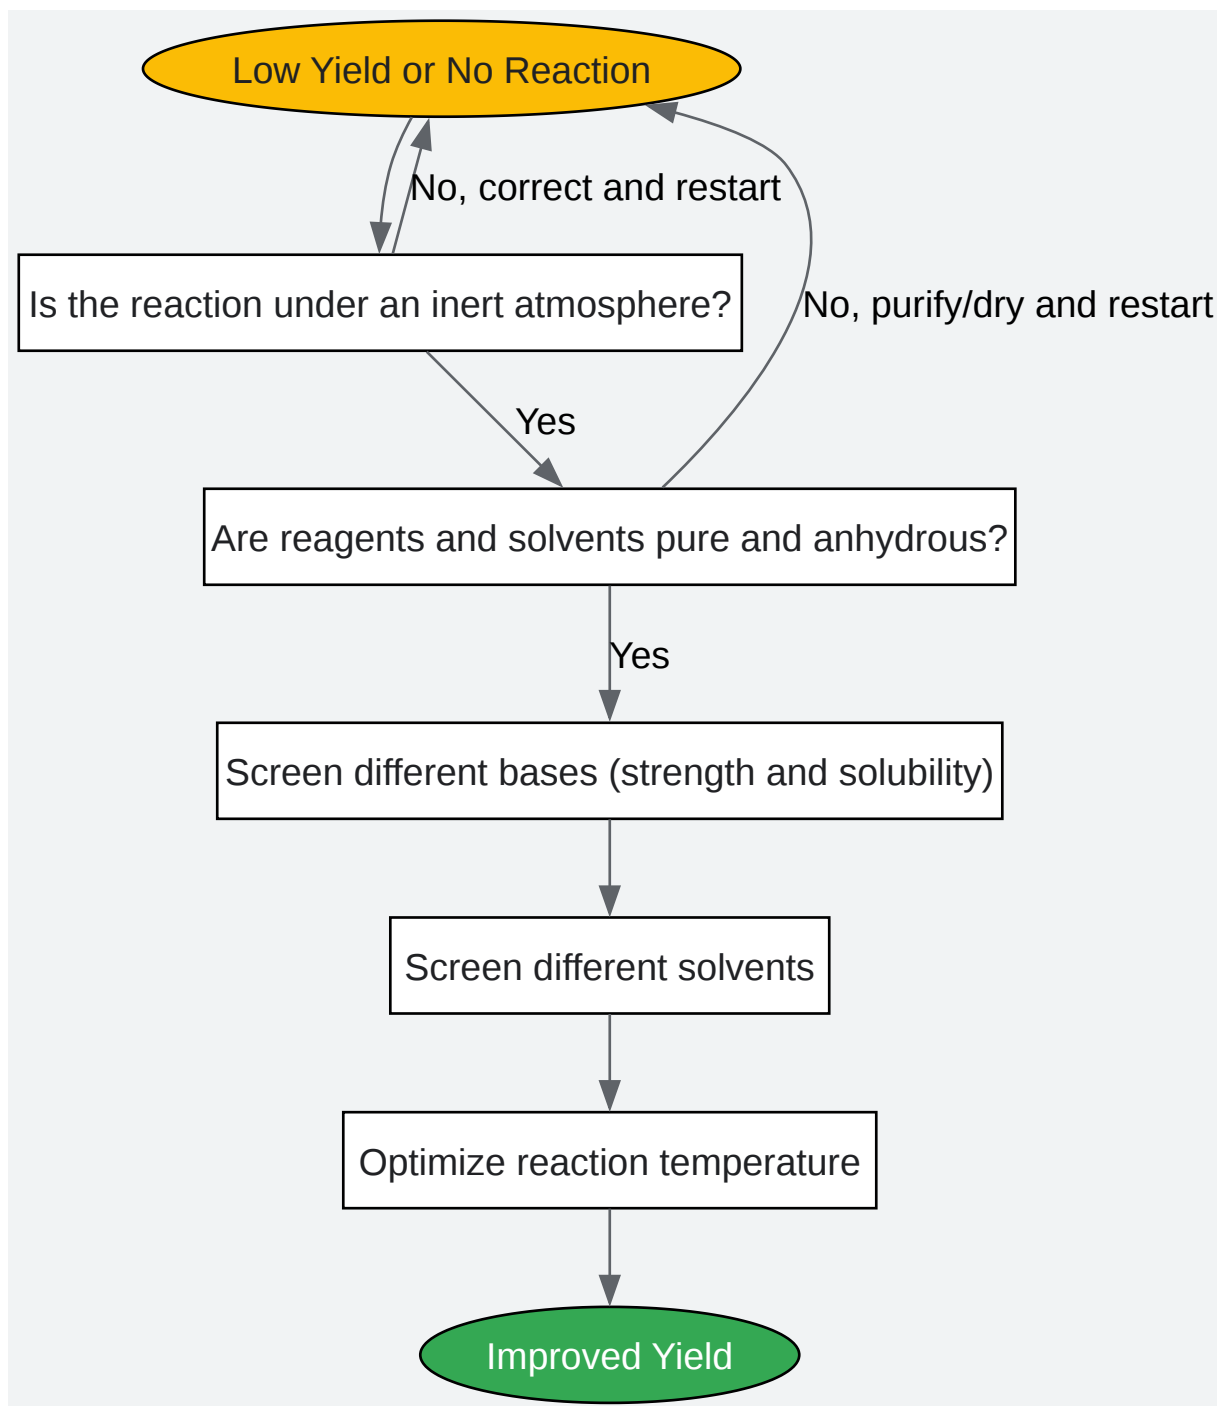 Low Yield or No Reaction
No, correct and restart
Is the reaction under an inert atmosphere?
No, purify/dry and restart
Yes
Are reagents and solvents pure and anhydrous?
Yes
Screen different bases (strength and solubility)
Screen different solvents
Optimize reaction temperature
Improved Yield